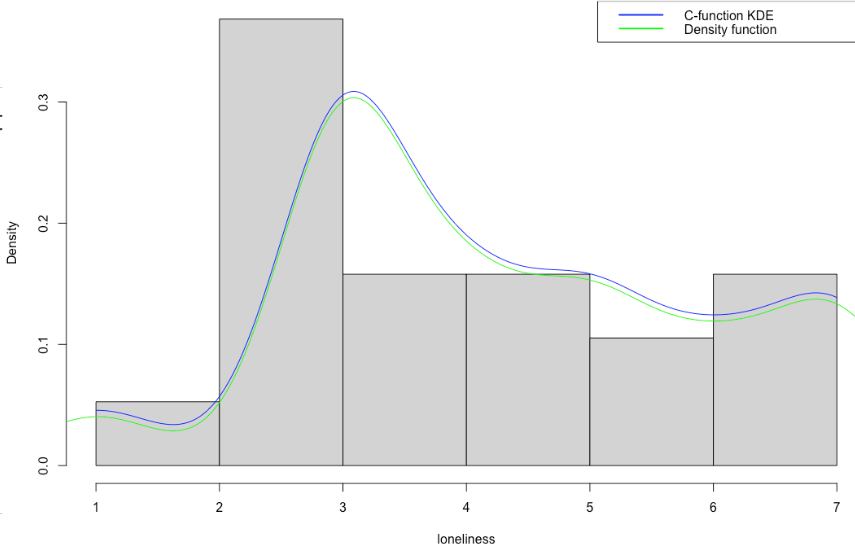 C-function KDE
Density function
0.3
0.2
0.1
0.0
Density
1 2 3 4 5 6 7
loneliness